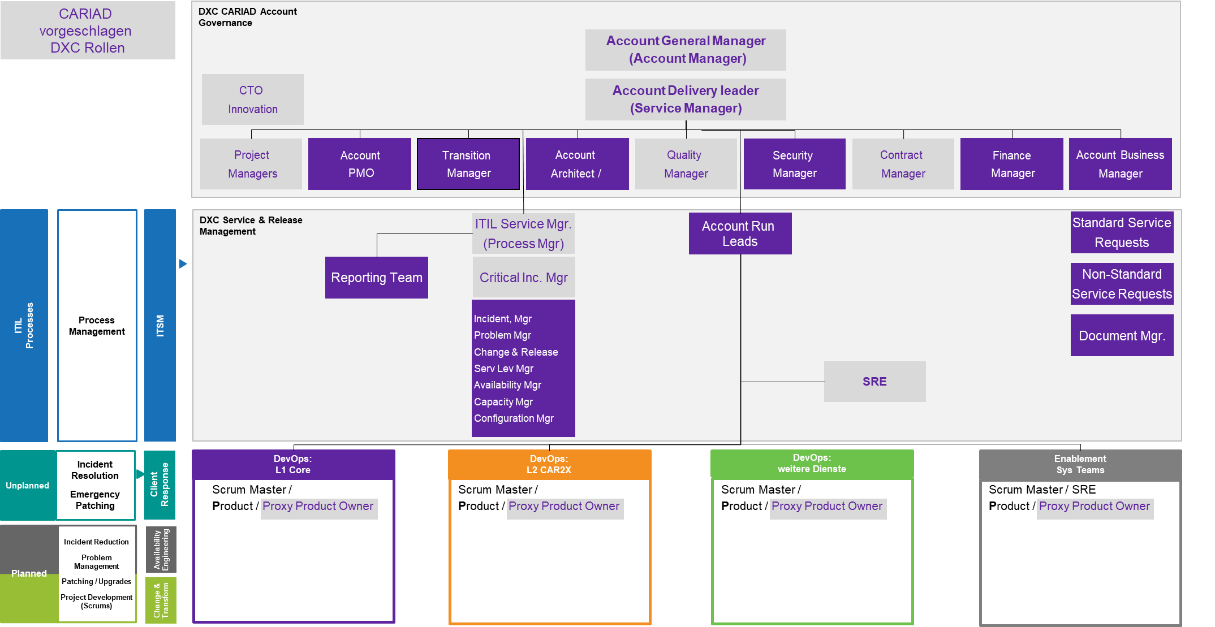 CARIAD
vorgeschlagen
DXC Rollen
DXC CARIAD Account
Governance
Account General Manager
(Account Manager)
Account Delivery leader
(Service Manager)
CTO
Innovation
Project
Managers
Account
PMO
Transition
Manager
Account
Architect /
Quality
Manager
Security
Manager
Contract
Manager
Finance
Manager
Account Business
Manager
ITIL
Processes
Process
Management
ITSM
DXC Service & Release
Management
ITIL Service Mgr.
(Process Mgr)
Reporting Team
Critical Inc. Mgr
Incident, Mgr
Problem Mgr
Change & Release
Serv Lev Mgr
Availability Mgr
Capacity Mgr
Configuration Mgr
Account Run
Leads
SRE
Standard Service
Requests
Non-Standard
Service Requests
Document Mgr.
Unplanned
Incident
Resolution
Emergency
Patching
Client
Response
Planned
Incident Reduction
Problem
Management
Patching / Upgrades
Project Development
(Scrums)
Availability
Engineering
Change &
Transform
DevOps:
L1 Core
Scrum Master /
Product / Proxy Product Owner
DevOps:
L2 CAR2X
Scrum Master /
Product / Proxy Product Owner
DevOps:
weitere Dienste
Scrum Master /
Product / Proxy Product Owner
Enablement
Sys Teams
Scrum Master / SRE
Product / Proxy Product Owner